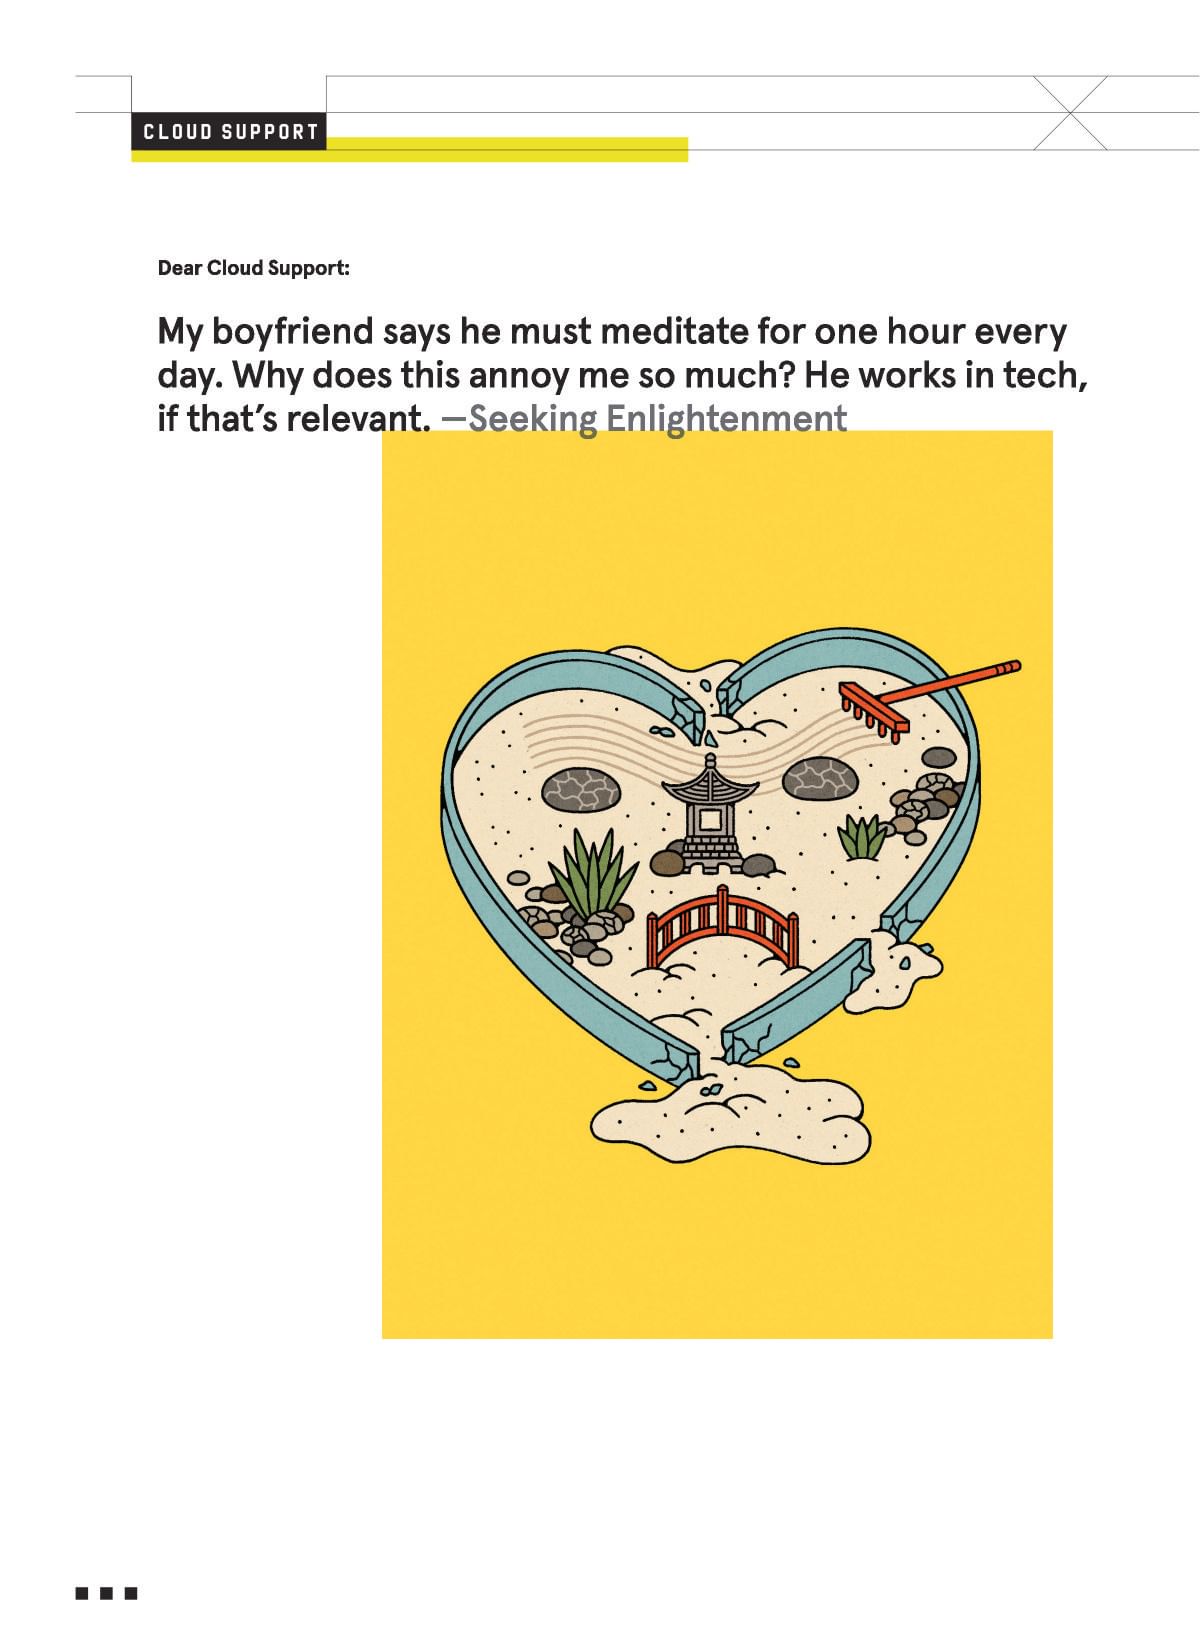 CLOUD SUPPORT
Dear Cloud Support:
My boyfriend says he must meditate for one hour every
day. Why does this annoy me so much? He works in tech,
if that’s relevant. —Seeking Enlightenment